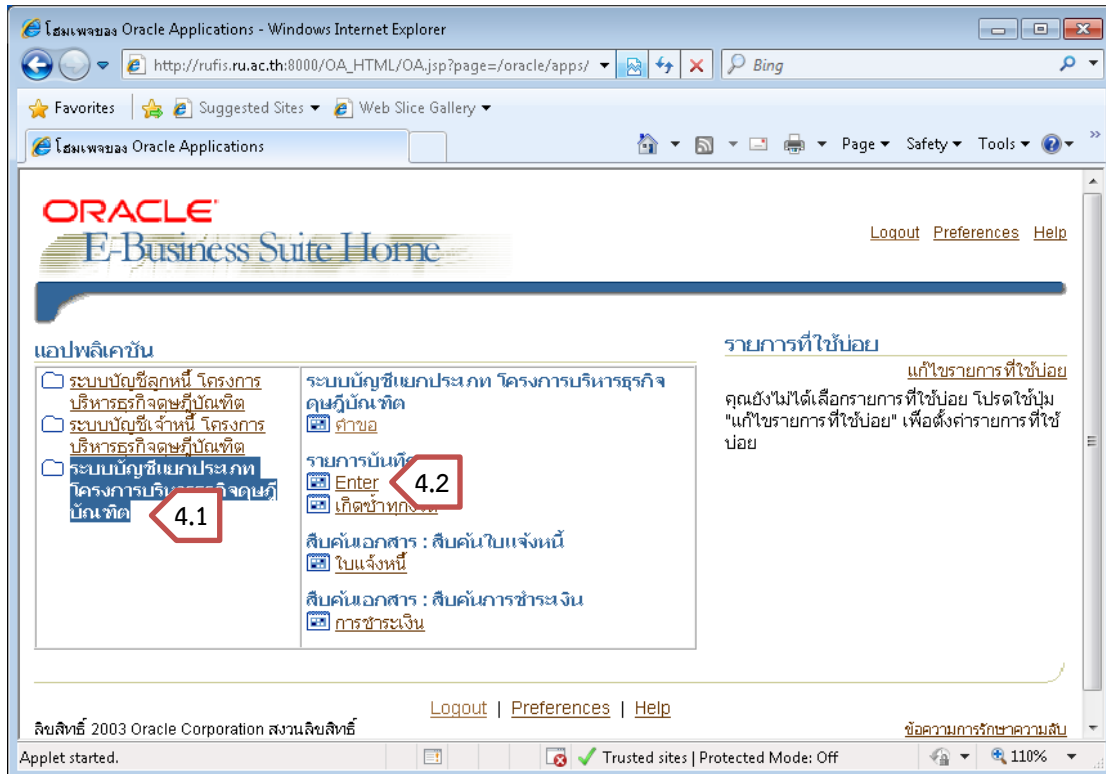 โฮมเพจของ Oracle Applications - Windows Internet Explorer
http://rufis.ru.ac.th:8000/OA_HTML/OA.jsp?page=/oracle/apps/
Bing
Favorites Suggested Sites Web Slice Gallery
โฮมเพจของ Oracle Applications
Page Safety Tools
ORACLE
E-Business Suite Home
Logout Preferences Help
แอปพลิเคชัน
ระบบบัญชีลูกหนี้ โครงการ
บริหารธุรกิจดุษฎีบัณฑิต
ระบบบัญชีเจ้าหนี้ โครงการ
บริหารธุรกิจดุษฎีบัณฑิต
ระบบบัญชีแยกประเภท
โครงการบริหารธุรกิจดุษฎี
บัณฑิต
4.1
ระบบบัญชีแยกประเภท โครงการบริหารธุรกิจ
ดุษฎีบัณฑิต
คำขอ
รายการบันทึก
Enter
4.2
เกิดซ้ำทุกงวด
สืบค้นเอกสาร : สืบค้นใบแจ้งหนี้
ใบแจ้งหนี้
สืบค้นเอกสาร : สืบค้นการชำระเงิน
การชำระเงิน
รายการที่ใช้บ่อย
แก้ไขรายการที่ใช้บ่อย
คุณยังไม่ได้เลือกรายการที่ใช้บ่อย โปรดใช้ปุ่ม
"แก้ไขรายการที่ใช้บ่อย" เพื่อตั้งค่ารายการที่ใช้
บ่อย
Logout | Preferences | Help
ลิขสิทธิ์ 2003 Oracle Corporation สงวนลิขสิทธิ์
ข้อความการรักษาความลับ
Applet started.
Trusted sites | Protected Mode: Off
110%